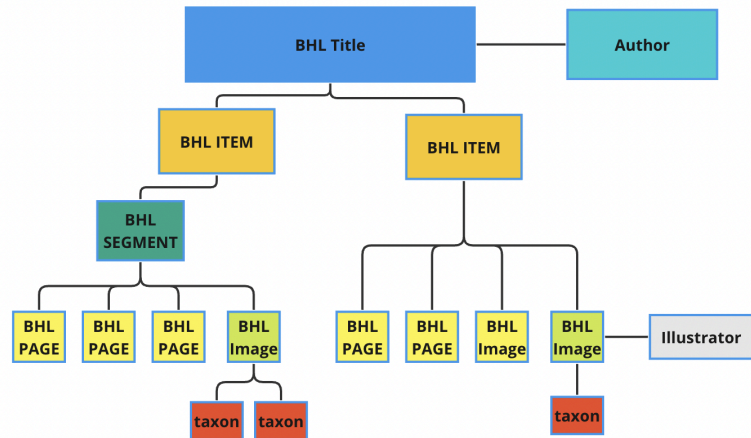 BHL Title
Author
BHL ITEM
BHL ITEM
BHL
SEGMENT
BHL
PAGE
BHL
PAGE
BHL
PAGE
BHL
Image
BHL
PAGE
BHL
PAGE
BHL
Image
BHL
Image
Illustrator
taxon
taxon
taxon